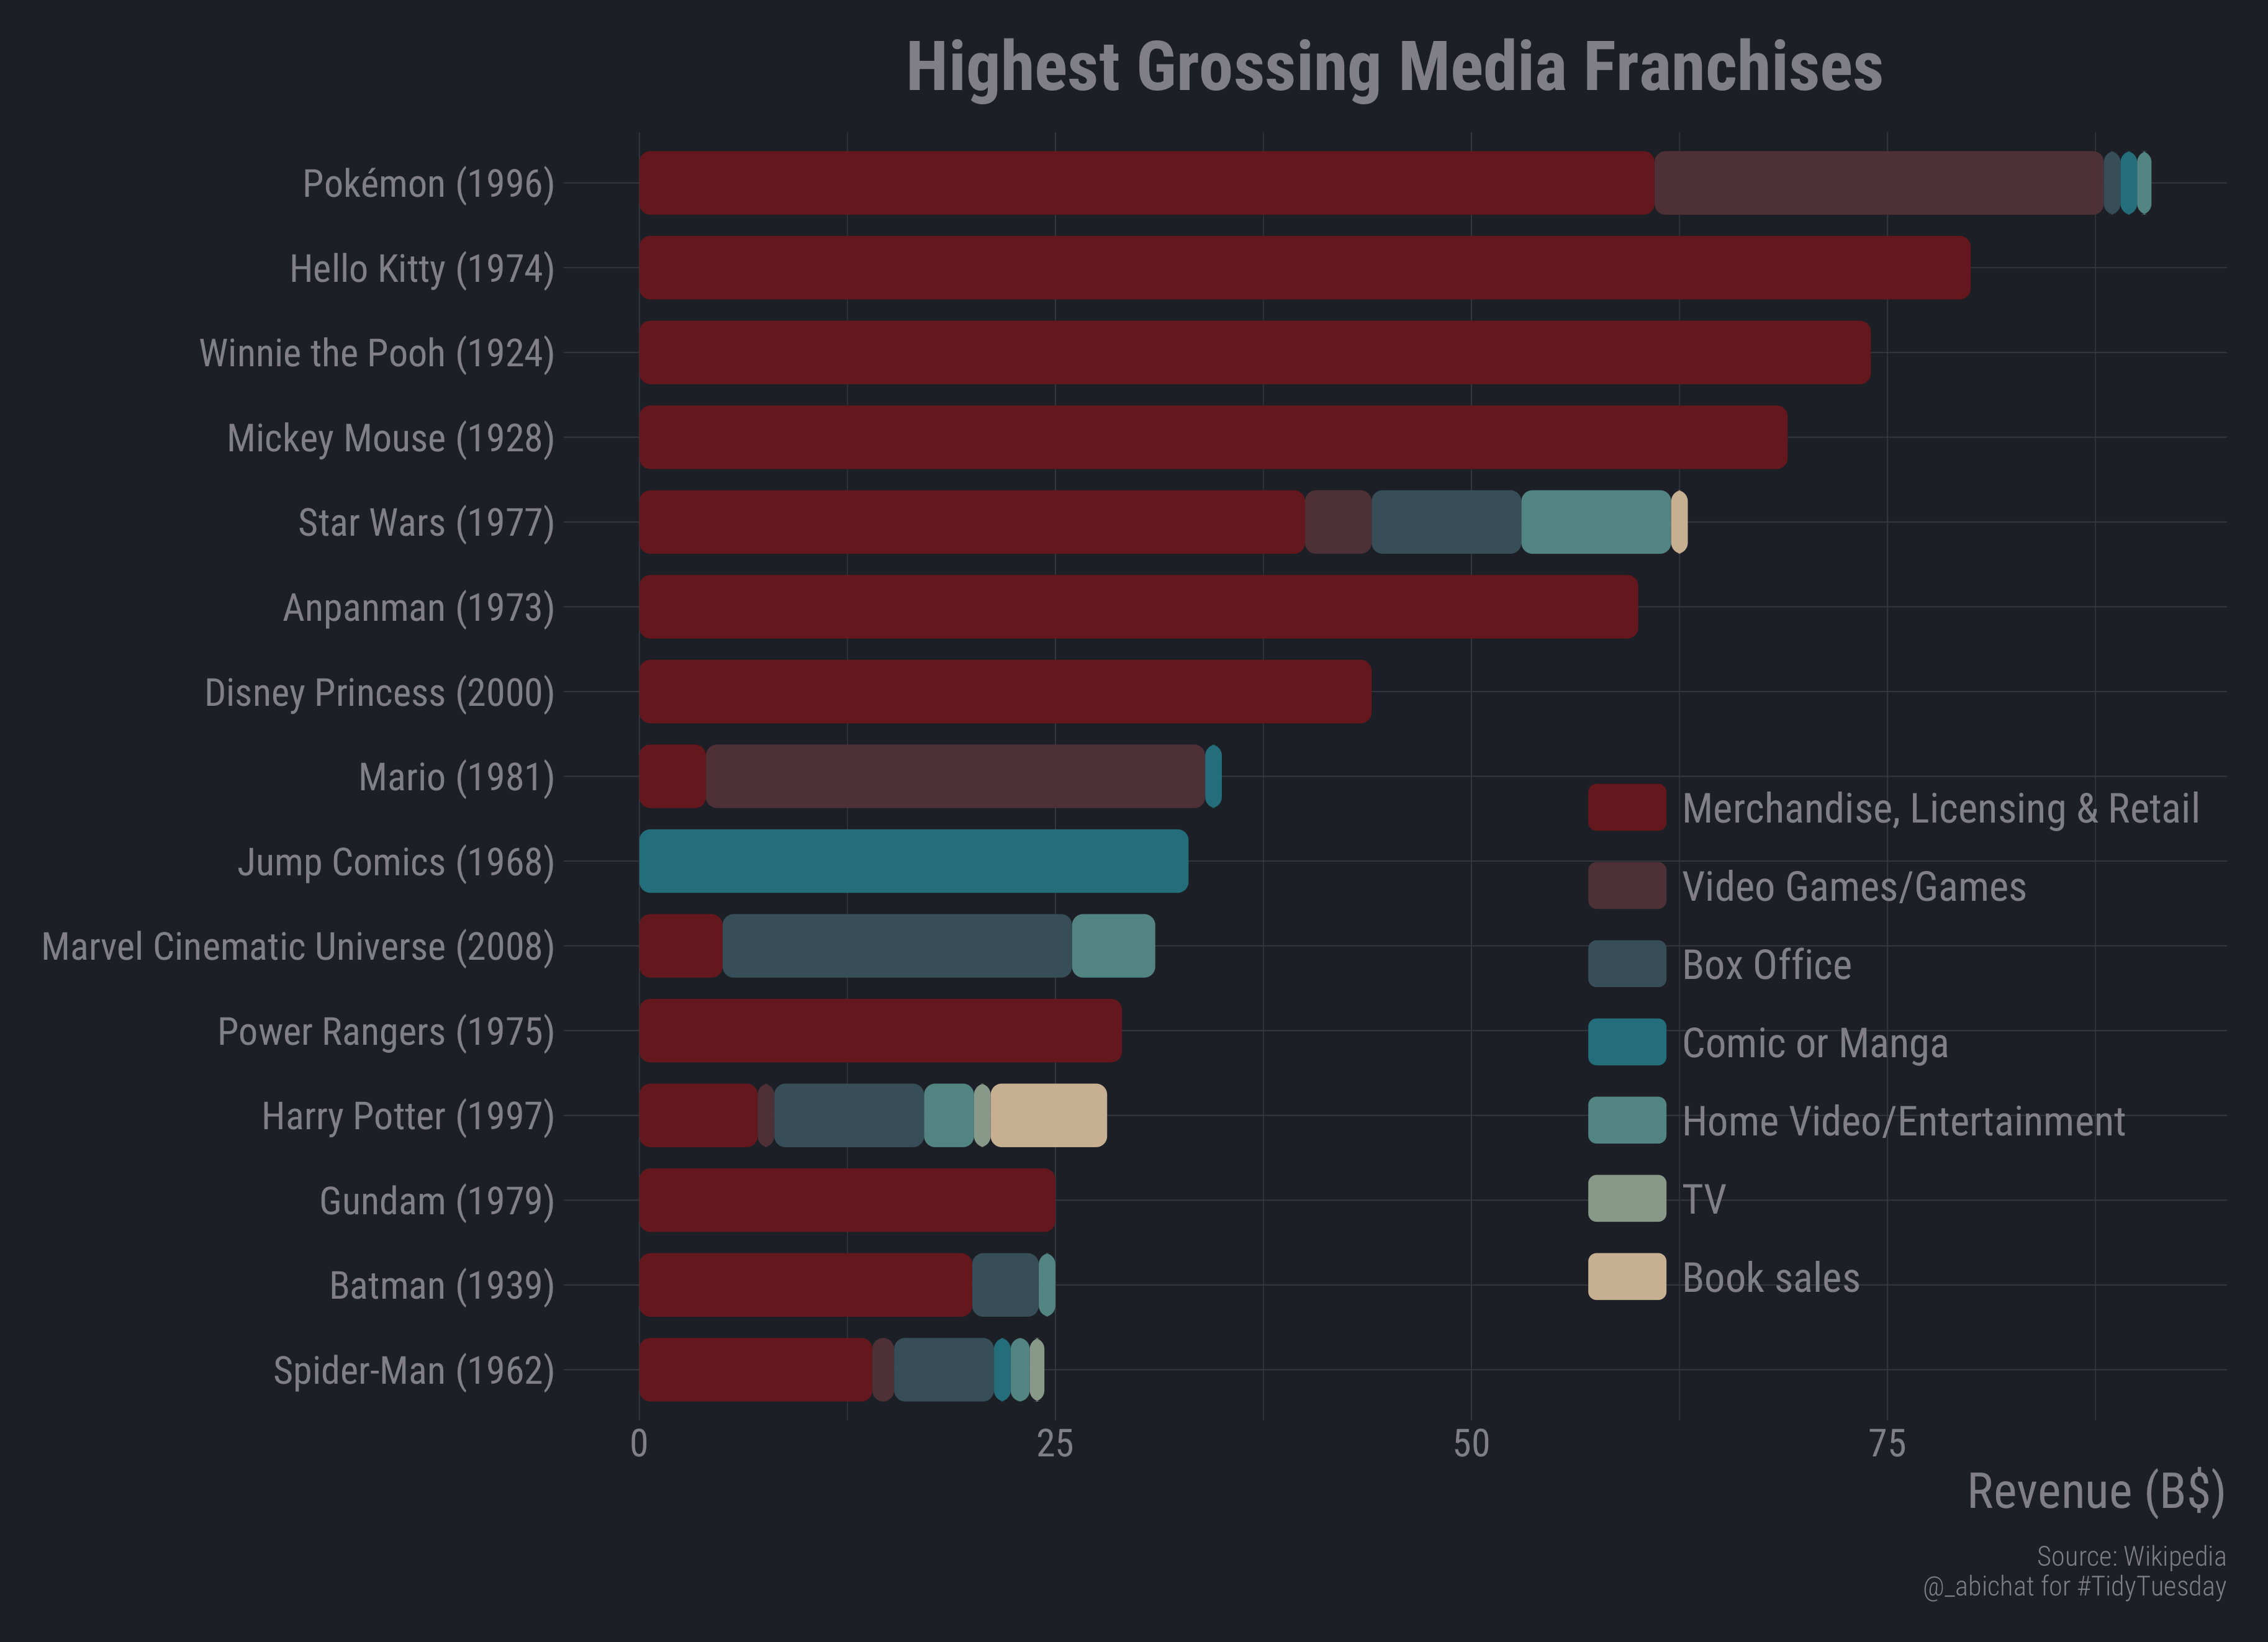 Highest Grossing Media Franchises
Pokémon (1996)
Hello Kitty (1974)
Winnie the Pooh (1924)
Mickey Mouse (1928)
Star Wars (1977)
Anpanman (1973)
Disney Princess (2000)
Mario (1981)
Jump Comics (1968)
Marvel Cinematic Universe (2008)
Power Rangers (1975)
Harry Potter (1997)
Gundam (1979)
Batman (1939)
Spider-Man (1962)
Merchandise, Licensing & Retail
Video Games/Games
Box Office
Comic or Manga
Home Video/Entertainment
TV
Book sales
0 25 50 75
Revenue (B$)
Source: Wikipedia
@_abichat for #TidyTuesday